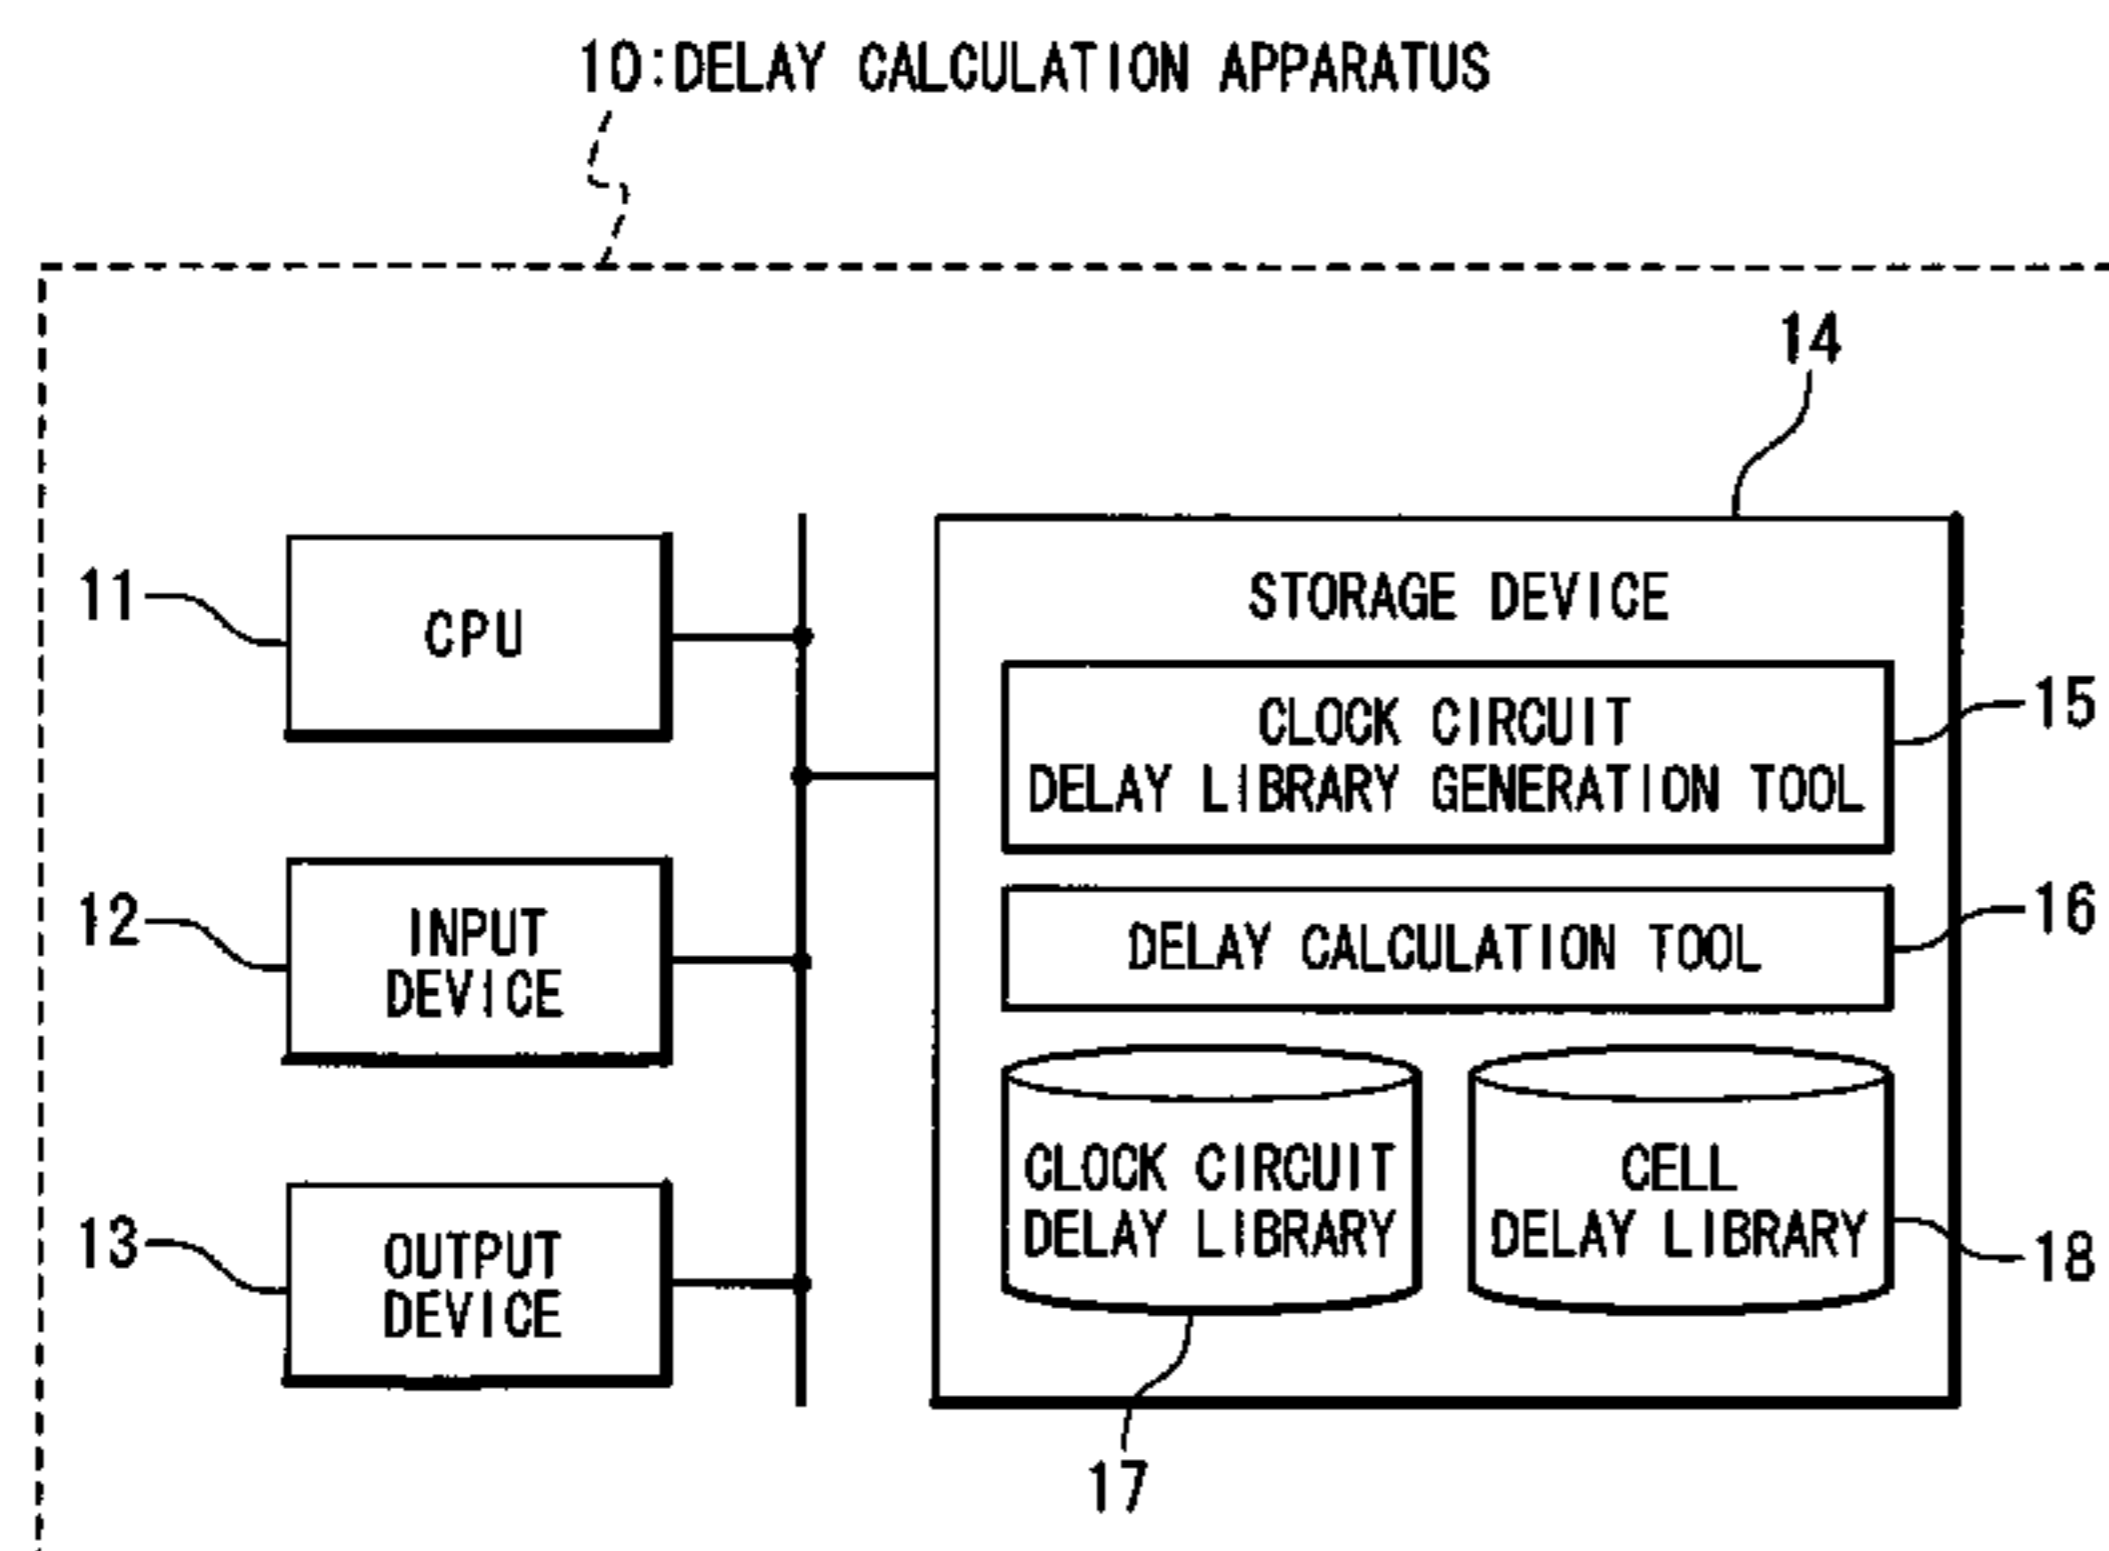 10:DELAY CALCULATION APPARATUS
14
11
CPU
STORAGE DEVICE
CLOCK CIRCUIT
DELAY LIBRARY GENERATION TOOL
15
12
INPUT
DEVICE
DELAY CALCULATION TOOL
16
13
OUTPUT
DEVICE
CLOCK CIRCUIT
DELAY LIBRARY
CELL
DELAY LIBRARY
18
17